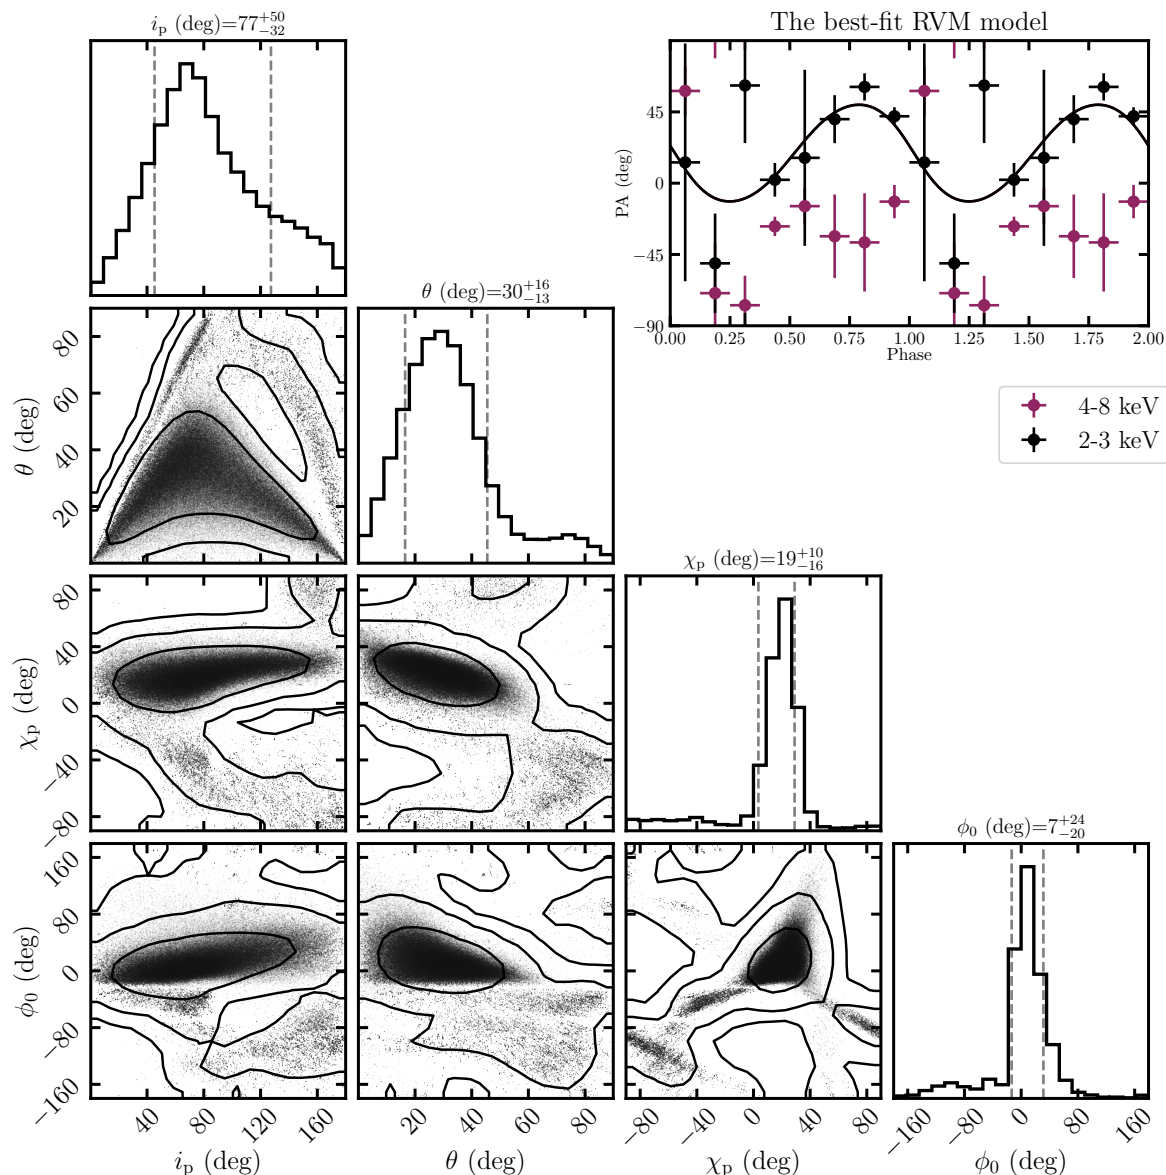 i_p (deg)=77^{+50}_{-32}
The best-fit RVM model
45
0
−45
−90
PA (deg)
0.00 0.25 0.50 0.75 1.00 1.25 1.50 1.75 2.00
Phase
4-8 keV
2-3 keV
θ (deg)=30^{+16}_{-13}
80
60
40
20
θ (deg)
χ_p (deg)=19^{+10}_{-16}
80
40
0
−40
−80
χ_p (deg)
ϕ_0 (deg)=7^{+24}_{-20}
160
80
0
−80
−160
ϕ_0 (deg)
40 80 120 160
i_p (deg)
20 40 60 80
θ (deg)
−80 −40 0 40 80
χ_p (deg)
−160 −80 0 80 160
ϕ_0 (deg)